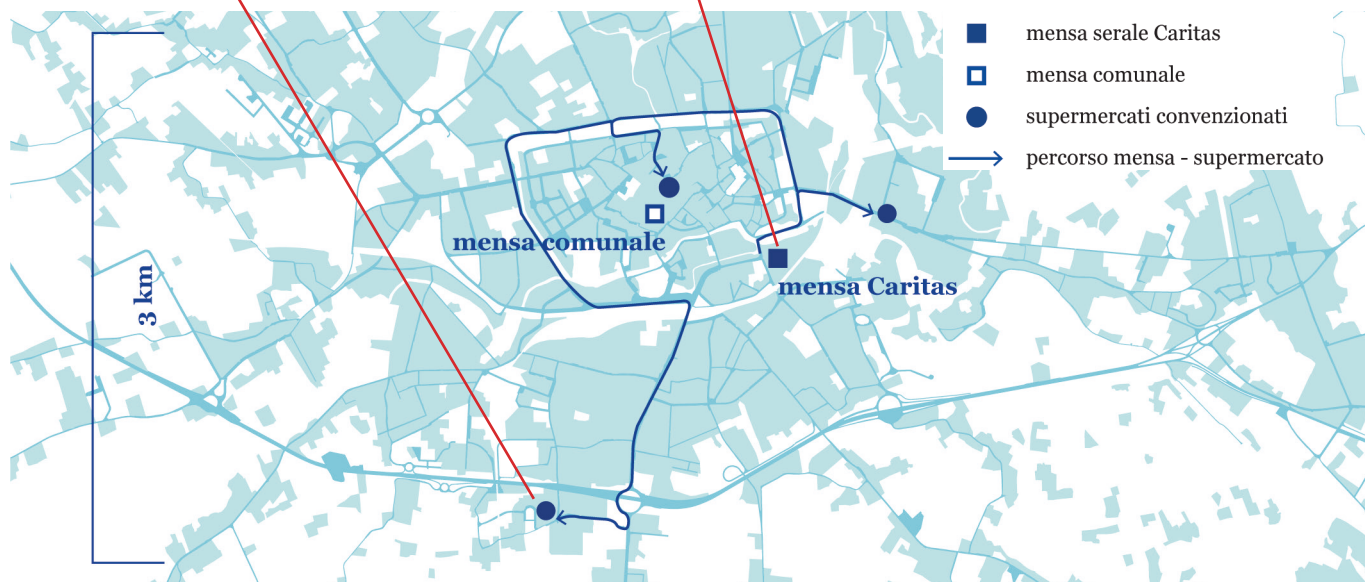 mensa serale Caritas
mensa comunale
supermercati convenzionati
percorso mensa - supermercato
mensa comunale
mensa Caritas
3 km